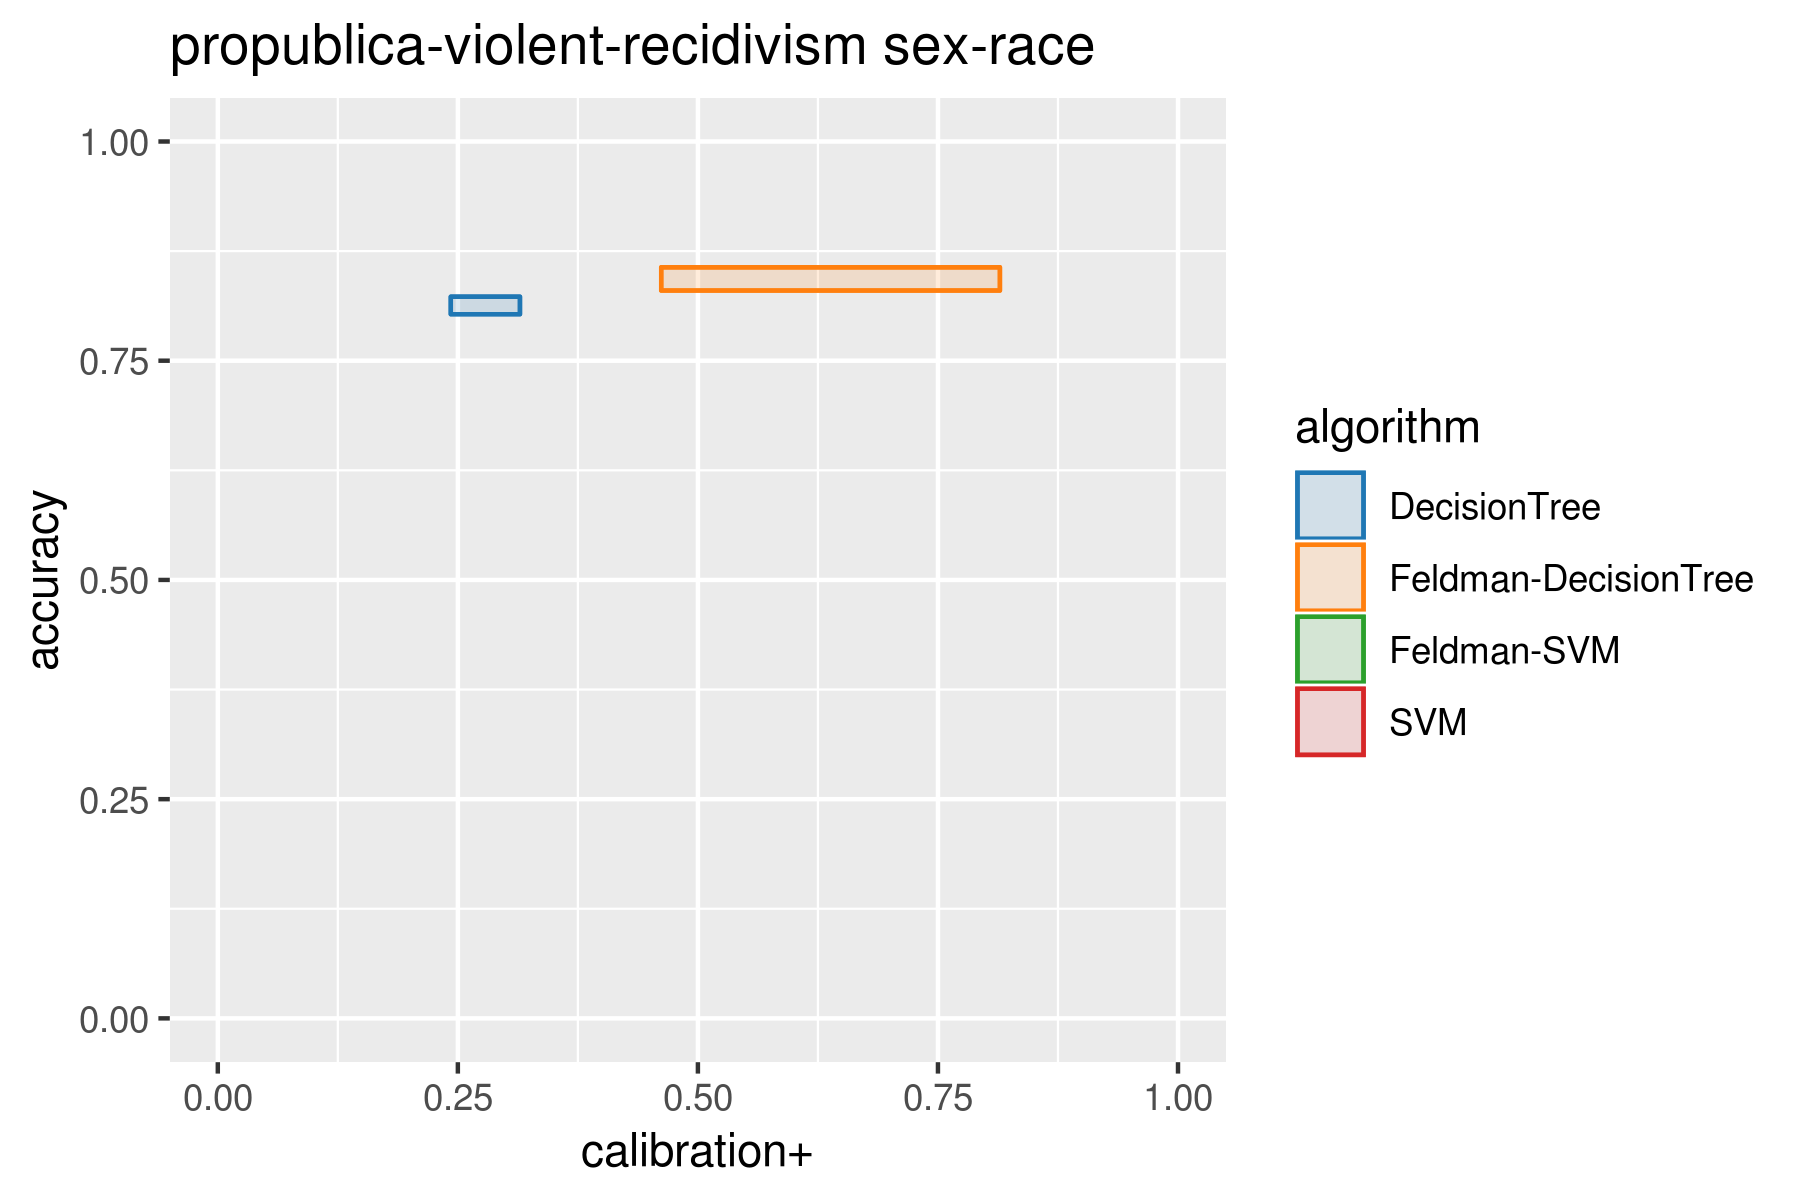 propublica-violent-recidivism sex-race
1.00
0.75
0.50
0.25
0.00
accuracy
0.00 0.25 0.50 0.75 1.00
calibration+
algorithm
DecisionTree
Feldman-DecisionTree
Feldman-SVM
SVM